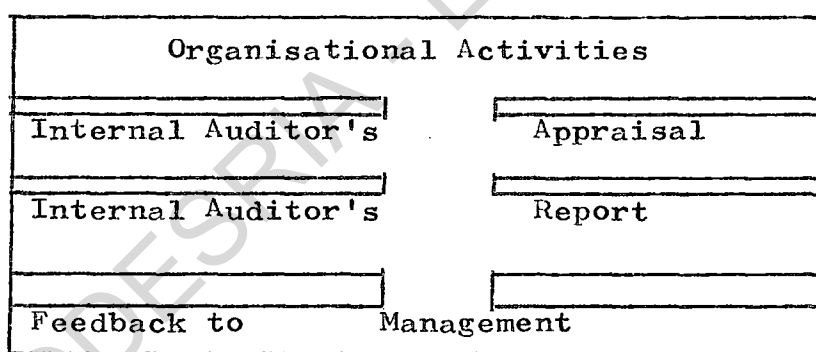 Organisational Activities
Internal Auditor's Appraisal
Internal Auditor's Report
Feedback to Management